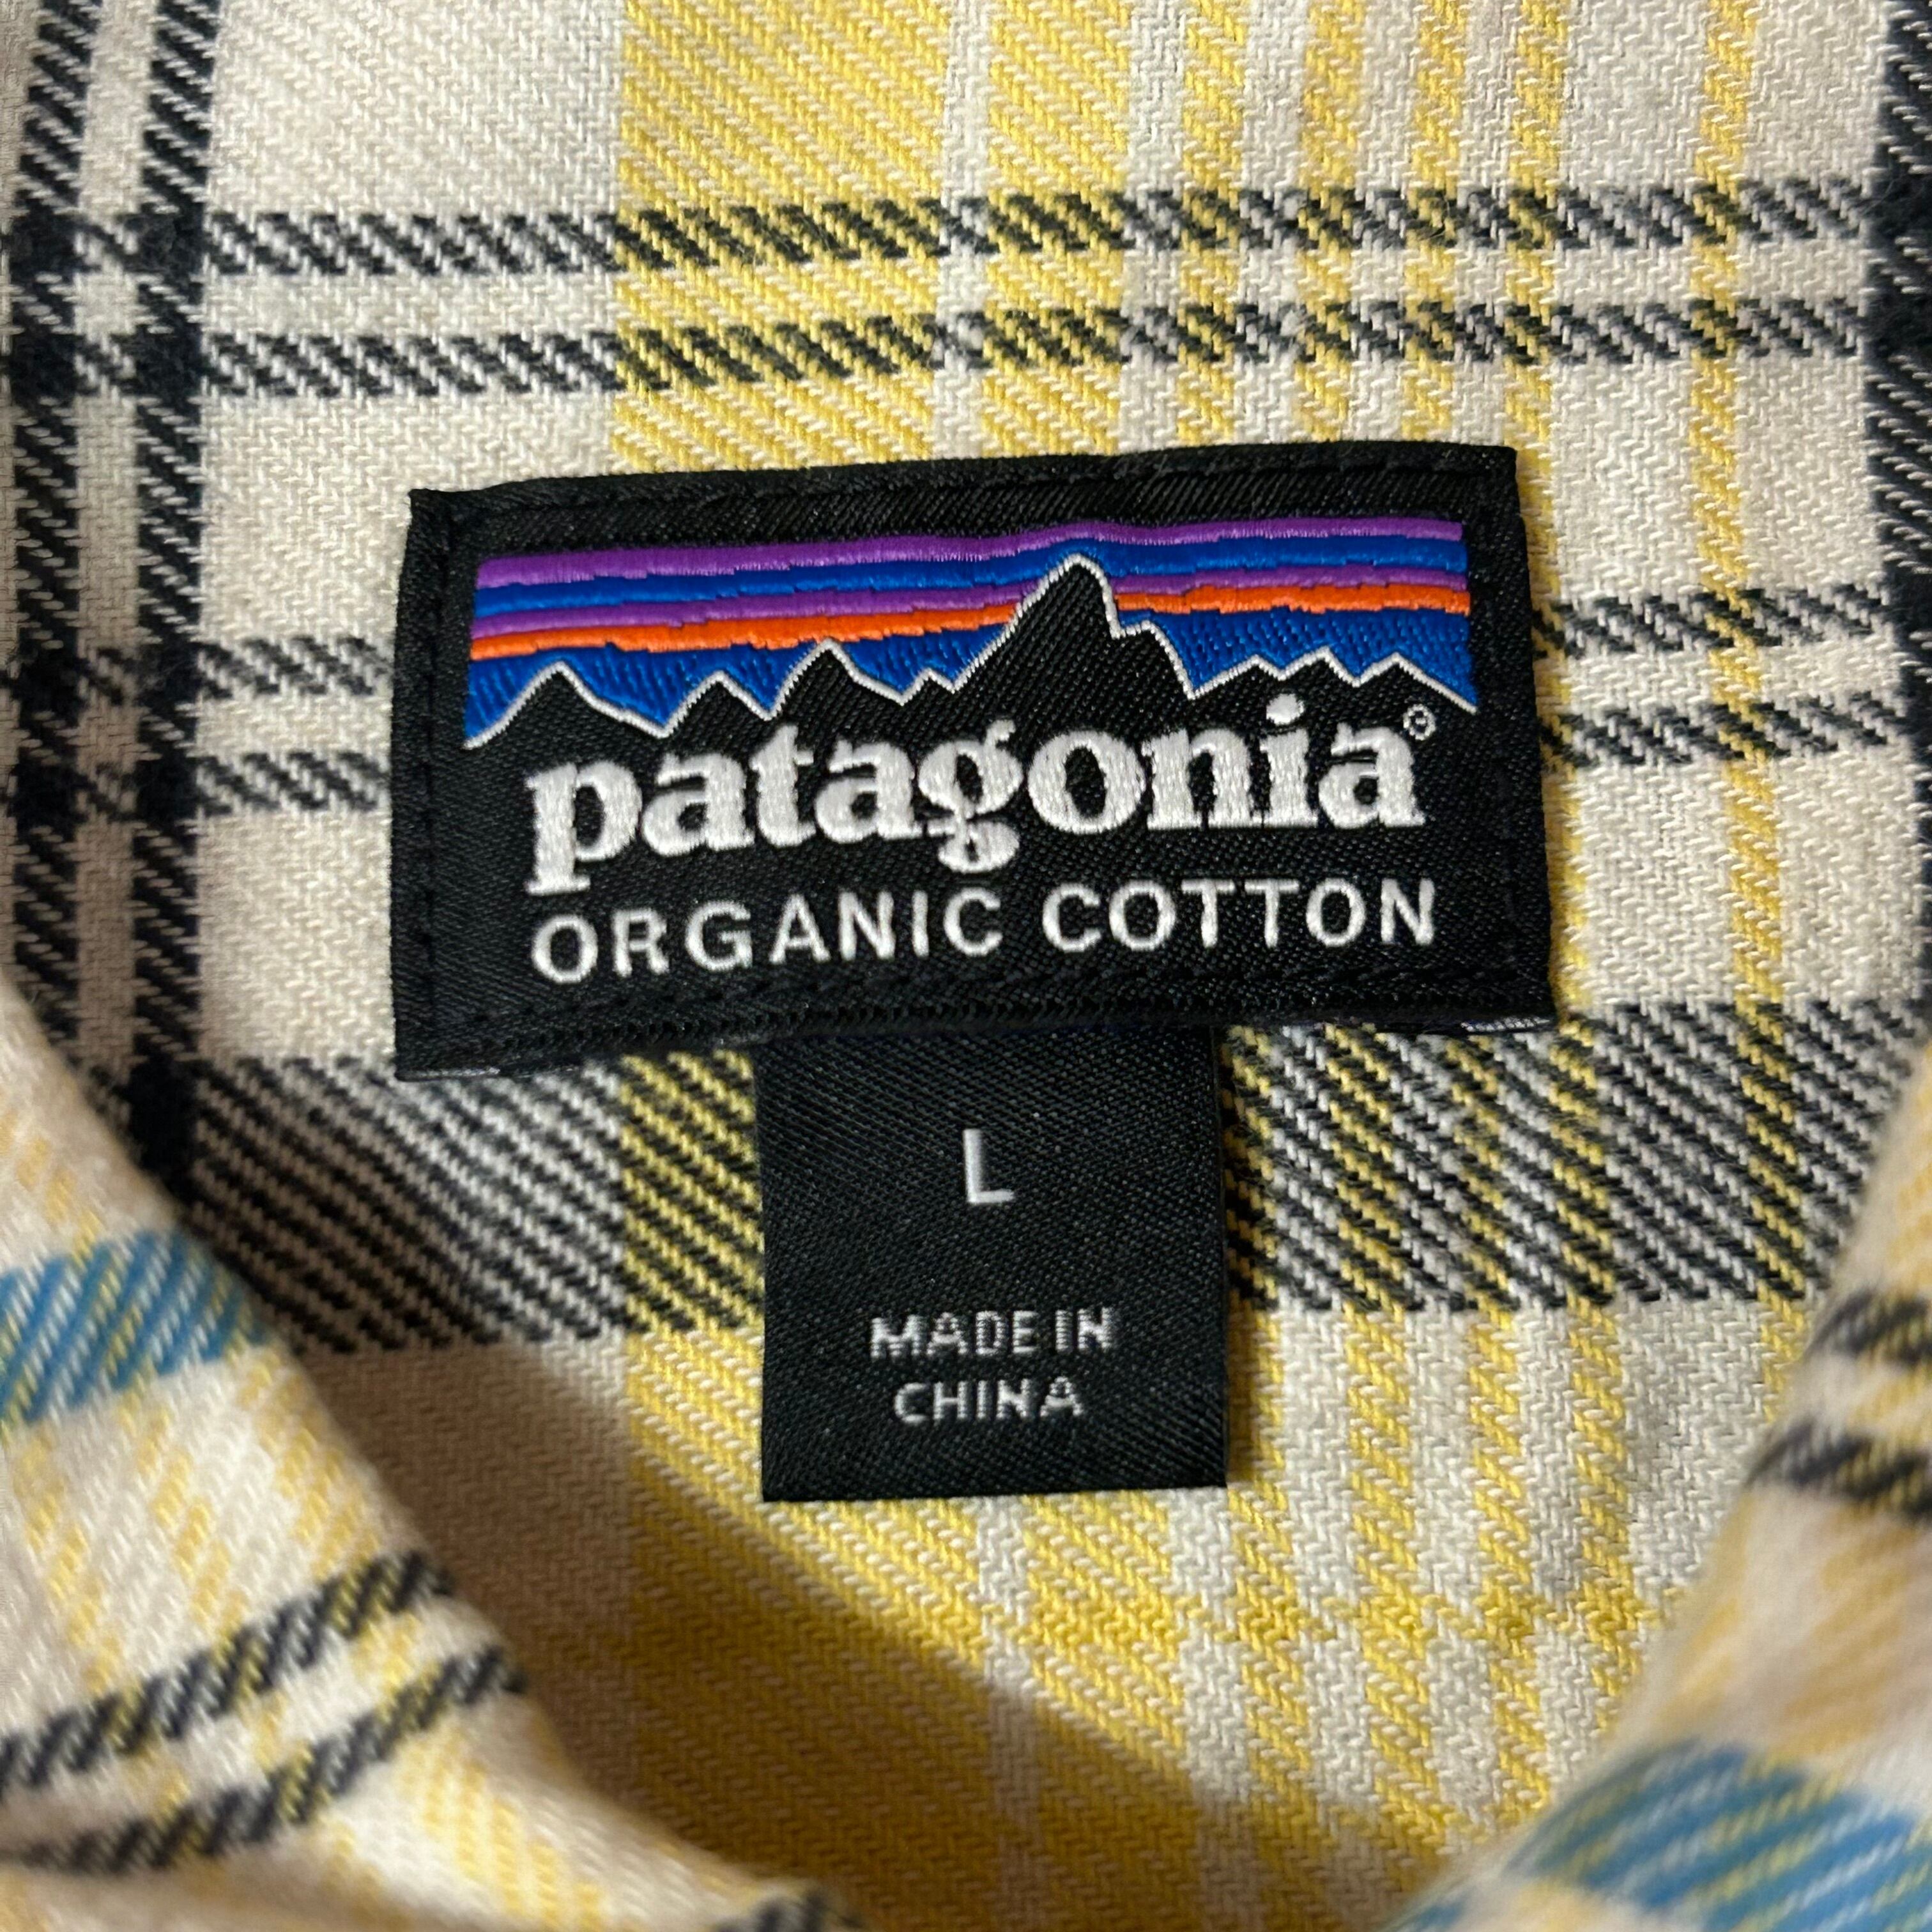 patagonia®
ORGANIC COTTON
L
MADE IN
CHINA